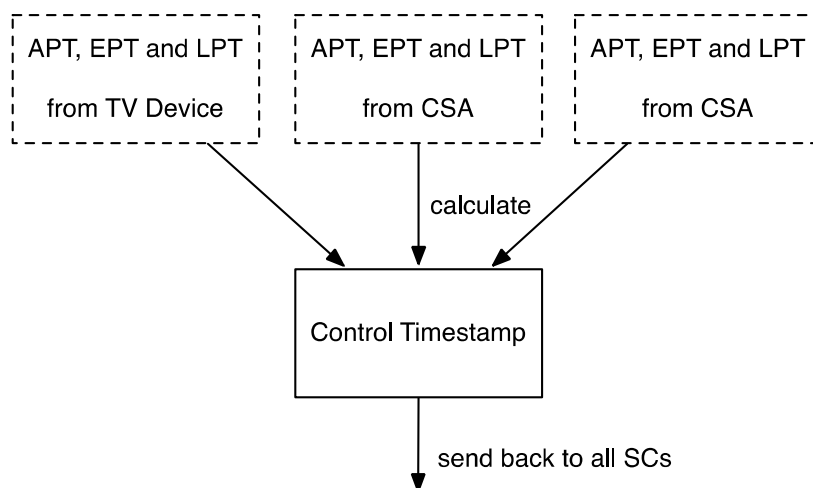 APT, EPT and LPT
from TV Device
APT, EPT and LPT
from CSA
APT, EPT and LPT
from CSA
calculate
Control Timestamp
send back to all SCs